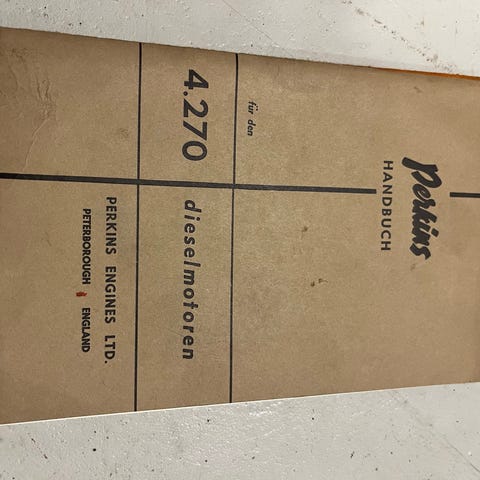 Perkins
HANDBUCH
für den
4.270 dieselmotoren
PERKINS ENGINES LTD.
PETERBOROUGH ENGLAND